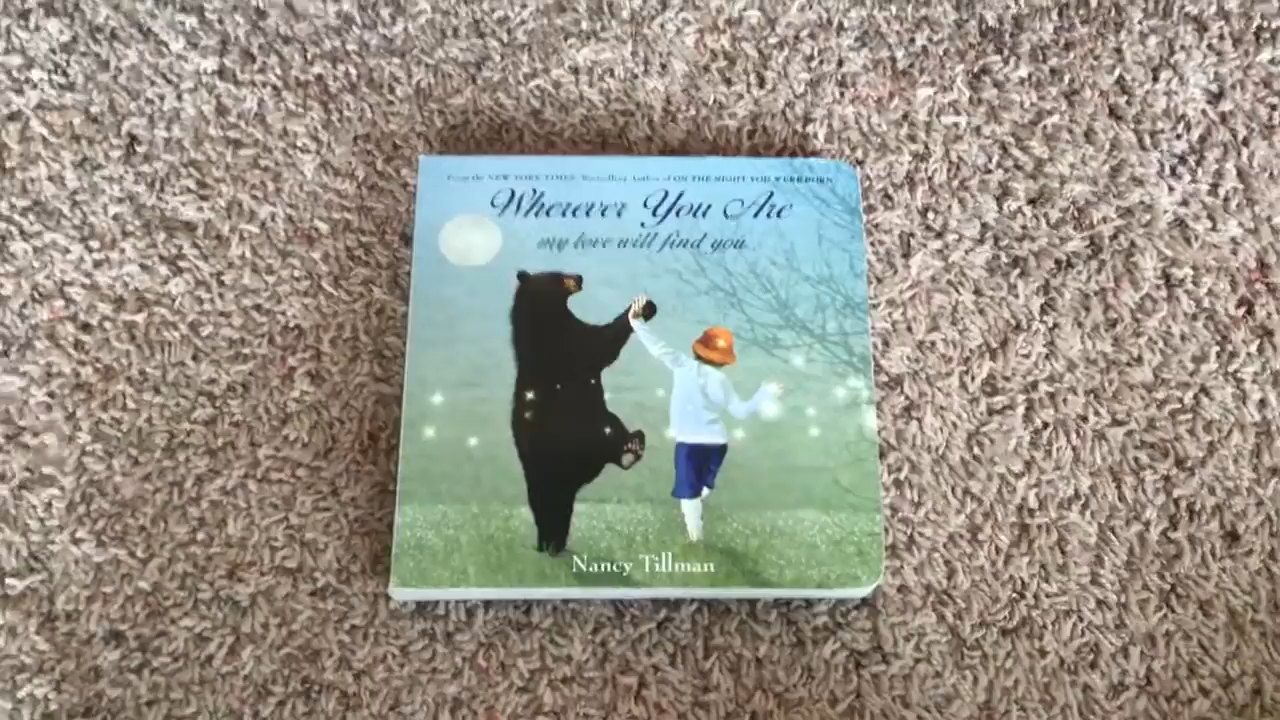 From the NEW YORK TIMES Bestselling Author of ON THE NIGHT YOU WERE BORN
Wherever You Are
my love will find you
Nancy Tillman